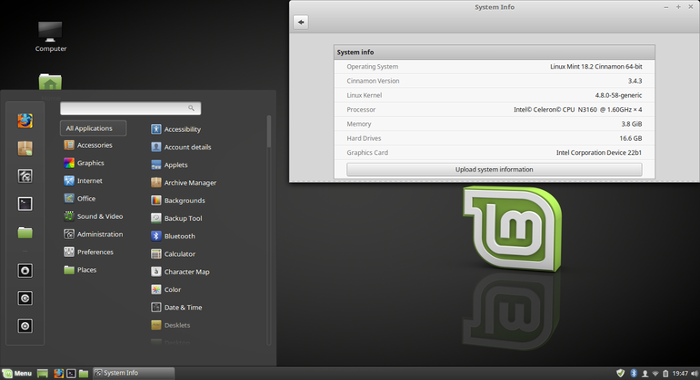 System Info
Computer
System info
Operating System Linux Mint 18.2 Cinnamon 64-bit
Cinnamon Version 3.4.3
Linux Kernel 4.8.0-58-generic
Processor Intel© Celeron© CPU N3160 @ 1.60GHz × 4
Memory 3.8 GiB
Hard Drives 16.6 GB
Graphics Card Intel Corporation Device 22b1
Upload system information
All Applications
Accessories
Graphics
Internet
Office
Sound & Video
Administration
Preferences
Places
Accessibility
Account details
Applets
Archive Manager
Backgrounds
Backup Tool
Bluetooth
Calculator
Character Map
Color
Date & Time
Desklets
lm
Menu
System Info
19:47